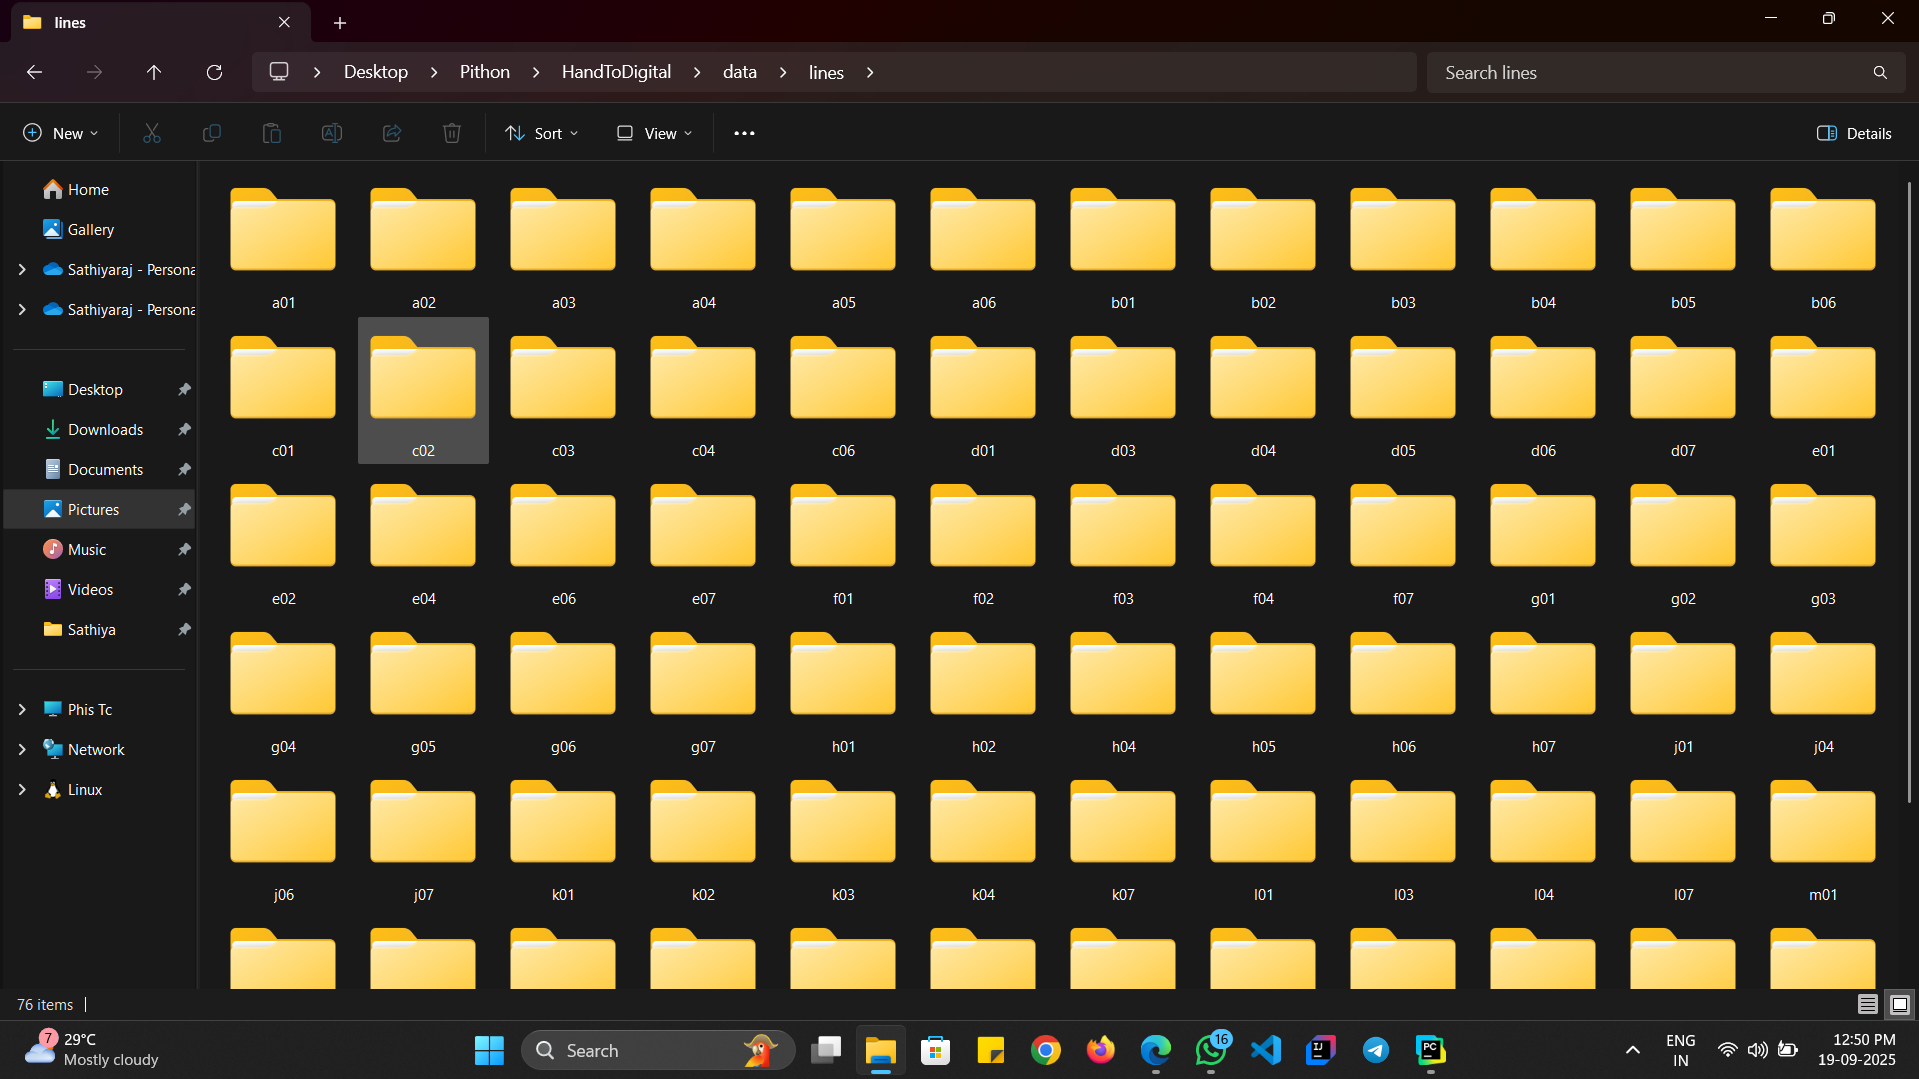 lines
Desktop
Pithon
HandToDigital
data
lines
Search lines
New
Sort
View
Details
Home
Gallery
Sathiyaraj - Persona
Sathiyaraj - Persona
Desktop
Downloads
Documents
Pictures
Music
Videos
Sathiya
Phis Tc
Network
Linux
a01 a02 a03 a04 a05 a06 b01 b02 b03 b04 b05 b06
c01 c02 c03 c04 c06 d01 d03 d04 d05 d06 d07 e01
e02 e04 e06 e07 f01 f02 f03 f04 f07 g01 g02 g03
g04 g05 g06 g07 h01 h02 h04 h05 h06 h07 j01 j04
j06 j07 k01 k02 k03 k04 k07 l01 l03 l04 l07 m01
76 items
7
29°C
Mostly cloudy
Search
16
IJ
PC
ENG
IN
12:50 PM
19-09-2025